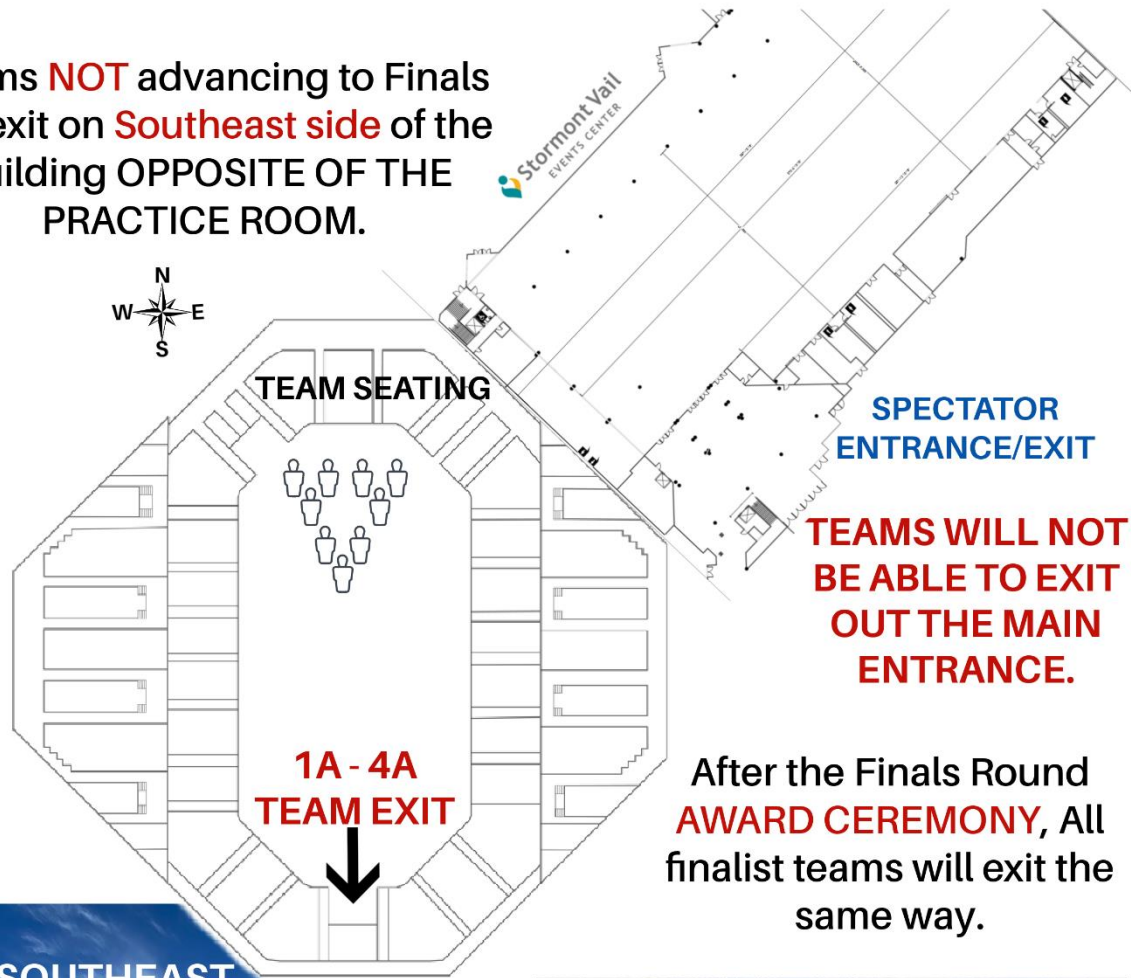 ms NOT advancing to Finals
exit on Southeast side of the
ilding OPPOSITE OF THE
PRACTICE ROOM.
Stormont Vail
EVENTS CENTER
N
W E
S
TEAM SEATING
SPECTATOR
ENTRANCE/EXIT
TEAMS WILL NOT
BE ABLE TO EXIT
OUT THE MAIN
ENTRANCE.
1A - 4A
TEAM EXIT
After the Finals Round
AWARD CEREMONY, All
finalist teams will exit the
same way.
SOUTHEAST